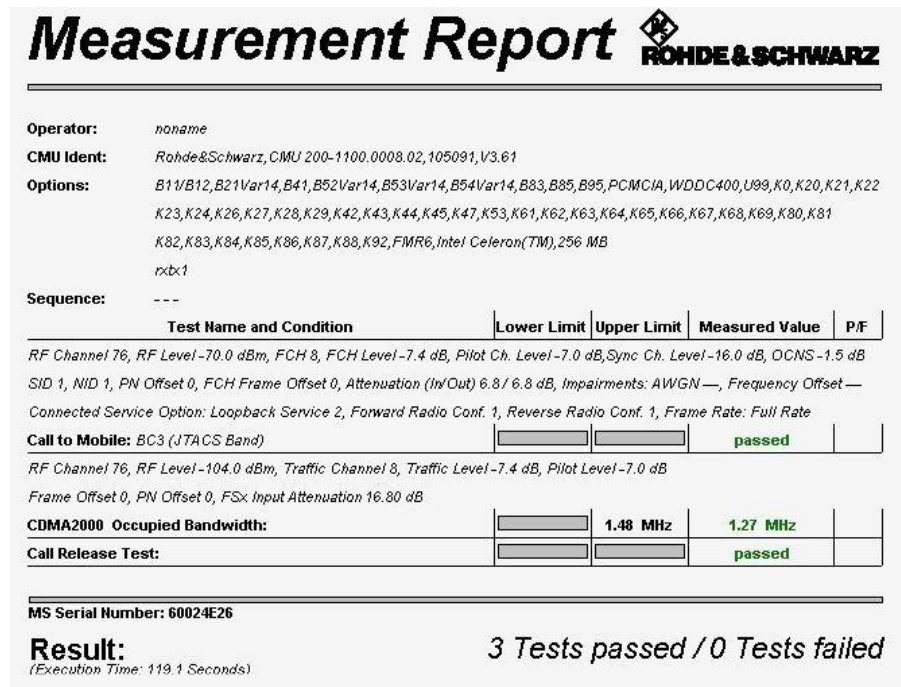 Measurement Report ROHDE&SCHWARZ
Operator: noname
CMU Ident: Rohde&Schwarz,CMU 200-1100.0008.02,105091,V3.61
Options: B11/B12,B21Var14,B41,B52Var14,B53Var14,B54Var14,B83,B85,B95,PCMCIA,WDDC400,U99,K0,K20,K21,K22
K23,K24,K26,K27,K28,K29,K42,K43,K44,K45,K47,K53,K61,K62,K63,K64,K65,K66,K67,K68,K69,K80,K81
K82,K83,K84,K85,K86,K87,K88,K92,FMR6,Intel Celeron(TM),256 MB
rxtx1
Sequence: ---
Test Name and Condition Lower Limit Upper Limit Measured Value P/F
RF Channel 76, RF Level -70.0 dBm, FCH 8, FCH Level -7.4 dB, Pilot Ch. Level -7.0 dB,Sync Ch. Level -16.0 dB, OCNS -1.5 dB
SID 1, NID 1, PN Offset 0, FCH Frame Offset 0, Attenuation (In/Out) 6.8 / 6.8 dB, Impairments: AWGN —, Frequency Offset —
Connected Service Option: Loopback Service 2, Forward Radio Conf. 1, Reverse Radio Conf. 1, Frame Rate: Full Rate
Call to Mobile: BC3 (JTACS Band) passed
RF Channel 76, RF Level -104.0 dBm, Traffic Channel 8, Traffic Level -7.4 dB, Pilot Level -7.0 dB
Frame Offset 0, PN Offset 0, FSx Input Attenuation 16.80 dB
CDMA2000 Occupied Bandwidth: 1.48 MHz 1.27 MHz
Call Release Test: passed
MS Serial Number: 60024E26
Result: 3 Tests passed / 0 Tests failed
(Execution Time: 119.1 Seconds)